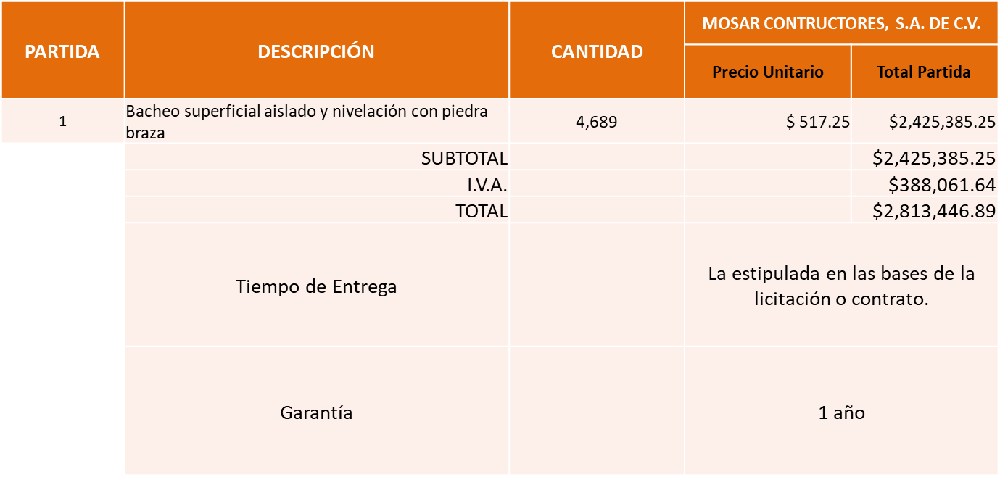 PARTIDA
DESCRIPCIÓN
CANTIDAD
MOSAR CONTRUCTORES, S.A. DE C.V.
Precio Unitario
Total Partida
1
Bacheo superficial aislado y nivelación con piedra
braza
4,689
$ 517.25
$2,425,385.25
SUBTOTAL
$2,425,385.25
I.V.A.
$388,061.64
TOTAL
$2,813,446.89
Tiempo de Entrega
La estipulada en las bases de la
licitación o contrato.
Garantía
1 año